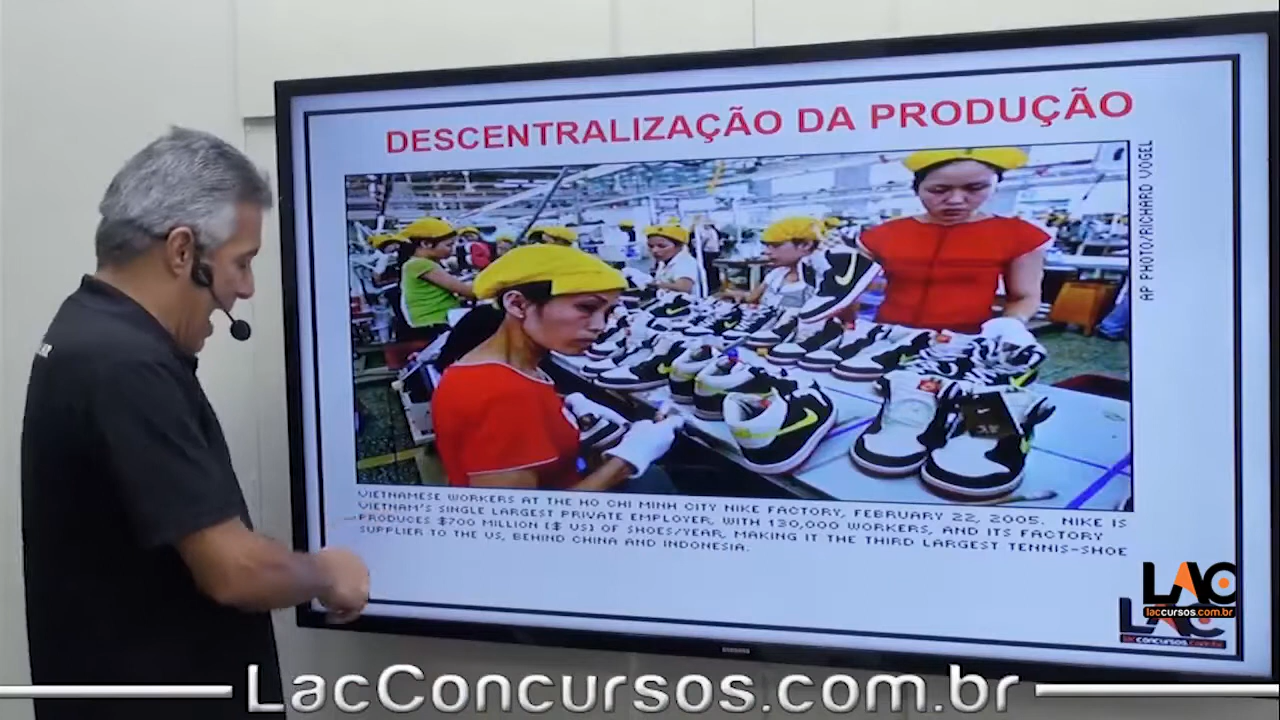 DESCENTRALIZAÇÃO DA PRODUÇÃO
AP PHOTO/RICHARD VOGEL
VIETNAMESE WORKERS AT THE HO CHI MINH CITY NIKE FACTORY, FEBRUARY 22, 2005. NIKE IS
VIETNAM'S SINGLE LARGEST PRIVATE EMPLOYER, WITH 130,000 WORKERS, AND ITS FACTORY
PRODUCES $700 MILLION ($ US) OF SHOES/YEAR, MAKING IT THE THIRD LARGEST TENNIS-SHOE
SUPPLIER TO THE US, BEHIND CHINA AND INDONESIA.
LAC
laccursos.com.br
LAC
LACCONCURSOS.COM.BR
SAMSUNG
LacConcursos.com.br